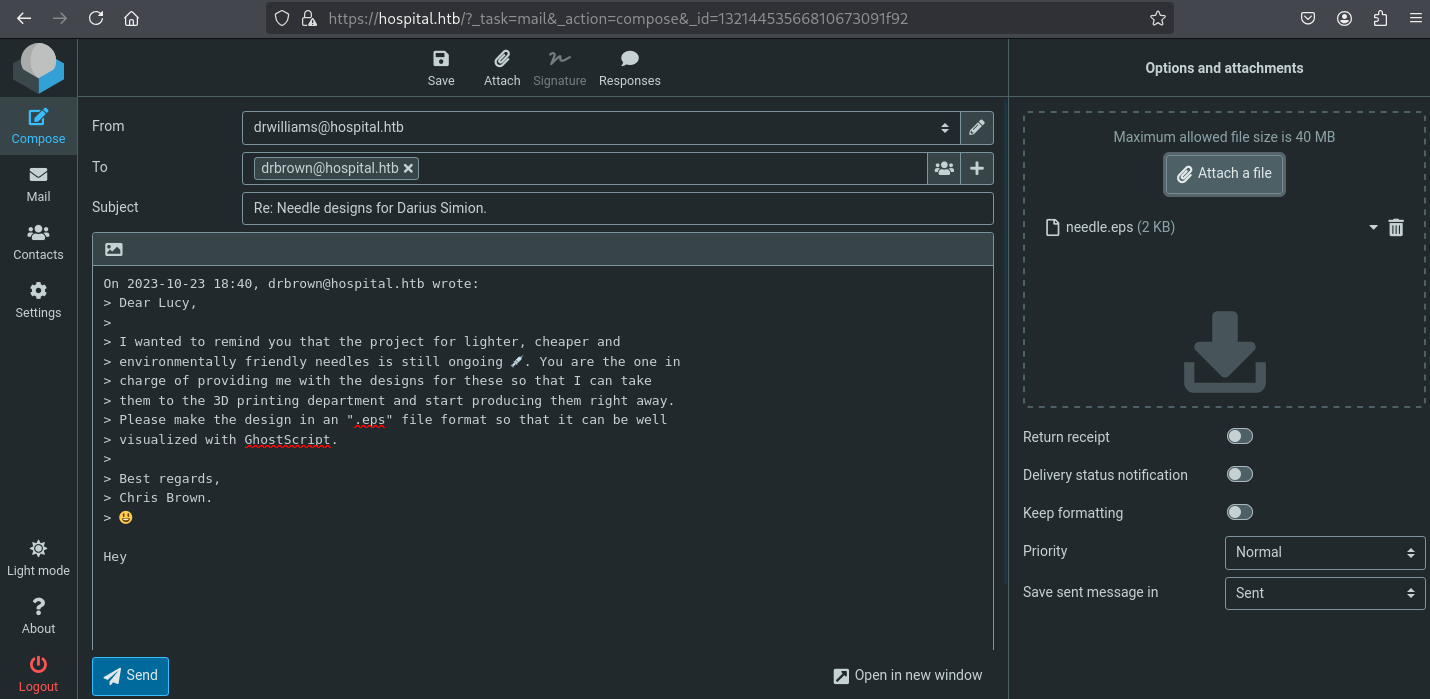 https://hospital.htb/?_task=mail&_action=compose&_id=13214453566810673091f92
Save
Attach
Signature
Responses
Options and attachments
Compose
Mail
Contacts
Settings
Light mode
About
Logout
From
drwilliams@hospital.htb
To
drbrown@hospital.htb
Subject
Re: Needle designs for Darius Simion.
On 2023-10-23 18:40, drbrown@hospital.htb wrote:
> Dear Lucy,
>
> I wanted to remind you that the project for lighter, cheaper and
> environmentally friendly needles is still ongoing 💉. You are the one in
> charge of providing me with the designs for these so that I can take
> them to the 3D printing department and start producing them right away.
> Please make the design in an ".eps" file format so that it can be well
> visualized with GhostScript.
>
> Best regards,
> Chris Brown.
> 😃
Hey
Send
Open in new window
Maximum allowed file size is 40 MB
Attach a file
needle.eps (2 KB)
Return receipt
Delivery status notification
Keep formatting
Priority
Normal
Save sent message in
Sent